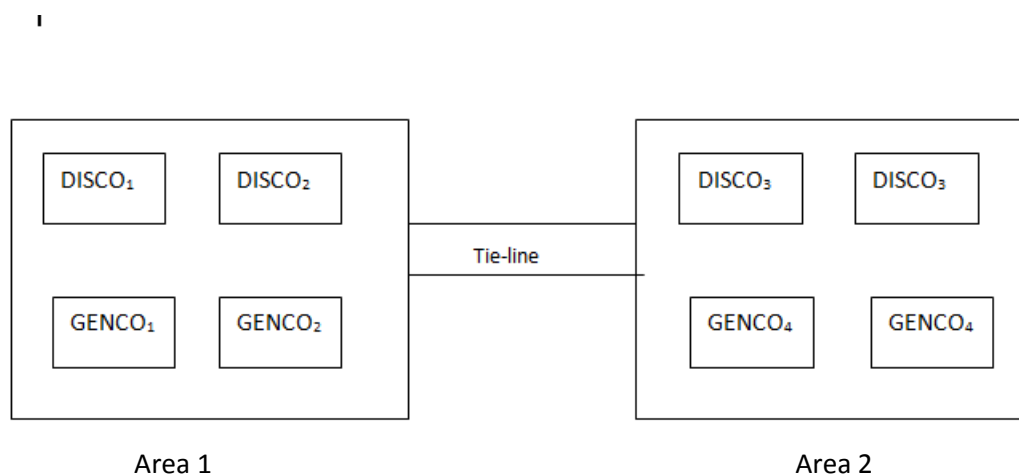 DISCO₁ DISCO₂ DISCO₃ DISCO₃
Tie-line
GENCO₁ GENCO₂ GENCO₄ GENCO₄
Area 1 Area 2